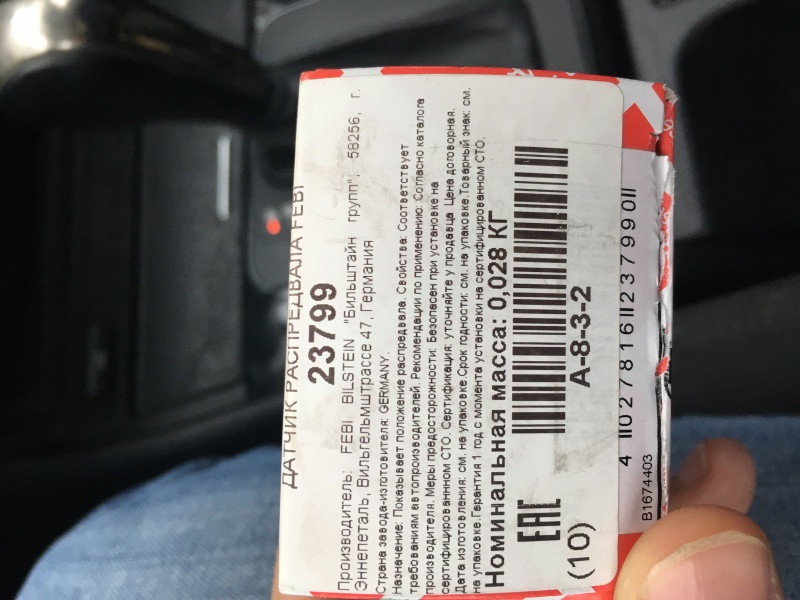 ДАТЧИК РАСПРЕДВАЛА FEBI
23799
Производитель: FEBI BILSTEIN "Бильштайн групп"; 58256, г.
Эннепеталь, Вильгельмштрассе 47, Германия
Страна завода-изготовителя: GERMANY.
Назначение: Показывает положение распредвала. Свойства: Соответствует
требованиям автопроизводителей. Рекомендации по применению: Согласно каталога
производителя. Меры предосторожности: Безопасен при установке на
сертифицированнном СТО. Сертификация: уточняйте у продавца. Цена договорная.
Дата изготовления: см. на упаковке.Срок годности: см. на упаковке.Товарный знак: см.
на упаковке.Гарантия 1 год с момента установки на сертифицированном СТО.
Номинальная масса: 0,028 КГ
A-8-3-2
EAC
(10)
4 027816 237990
B1674403